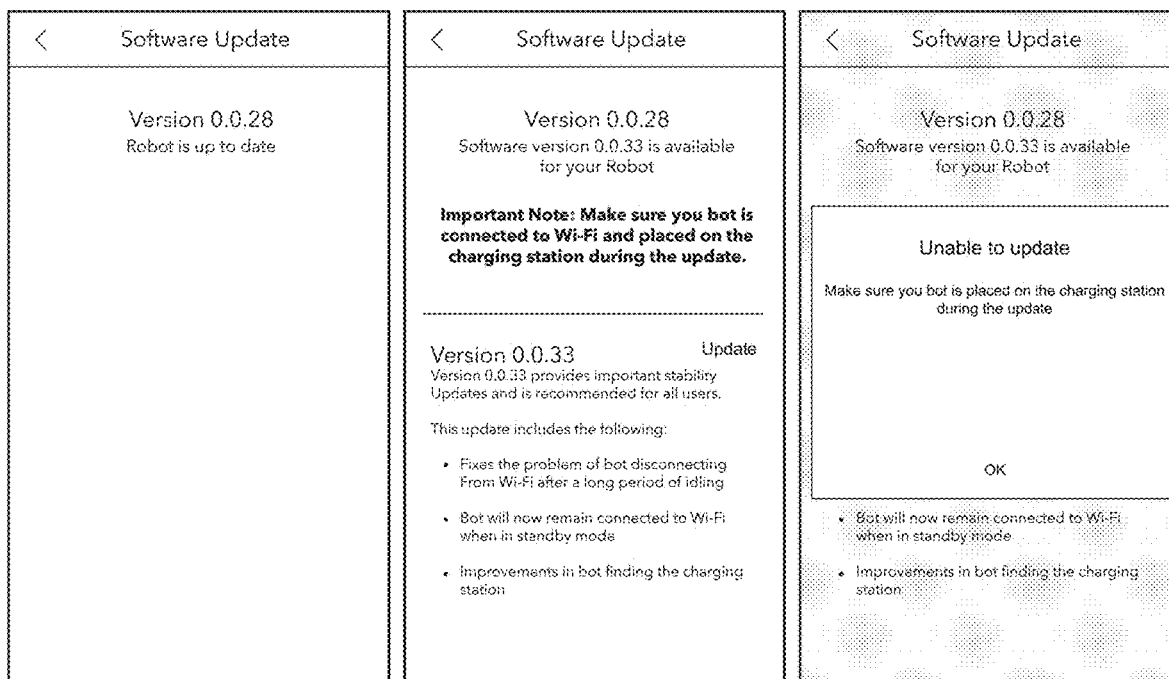 Software Update
Version 0.0.28
Robot is up to date
Software Update
Version 0.0.28
Software version 0.0.33 is available
for your Robot
Important Note: Make sure you bot is
connected to Wi-Fi and placed on the
charging station during the update.
Version 0.0.33
Update
Version 0.0.33 provides important stability
Updates and is recommended for all users.
This update includes the following:
• Fixes the problem of bot disconnecting
From Wi-Fi after a long period of idling
• Bot will now remain connected to Wi-Fi
when in standby mode
• Improvements in bot finding the charging
station
Software Update
Version 0.0.28
Software version 0.0.33 is available
for your Robot
Unable to update
Make sure you bot is placed on the charging station
during the update
OK
• Bot will now remain connected to Wi-Fi
when in standby mode
• Improvements in bot finding the charging
station